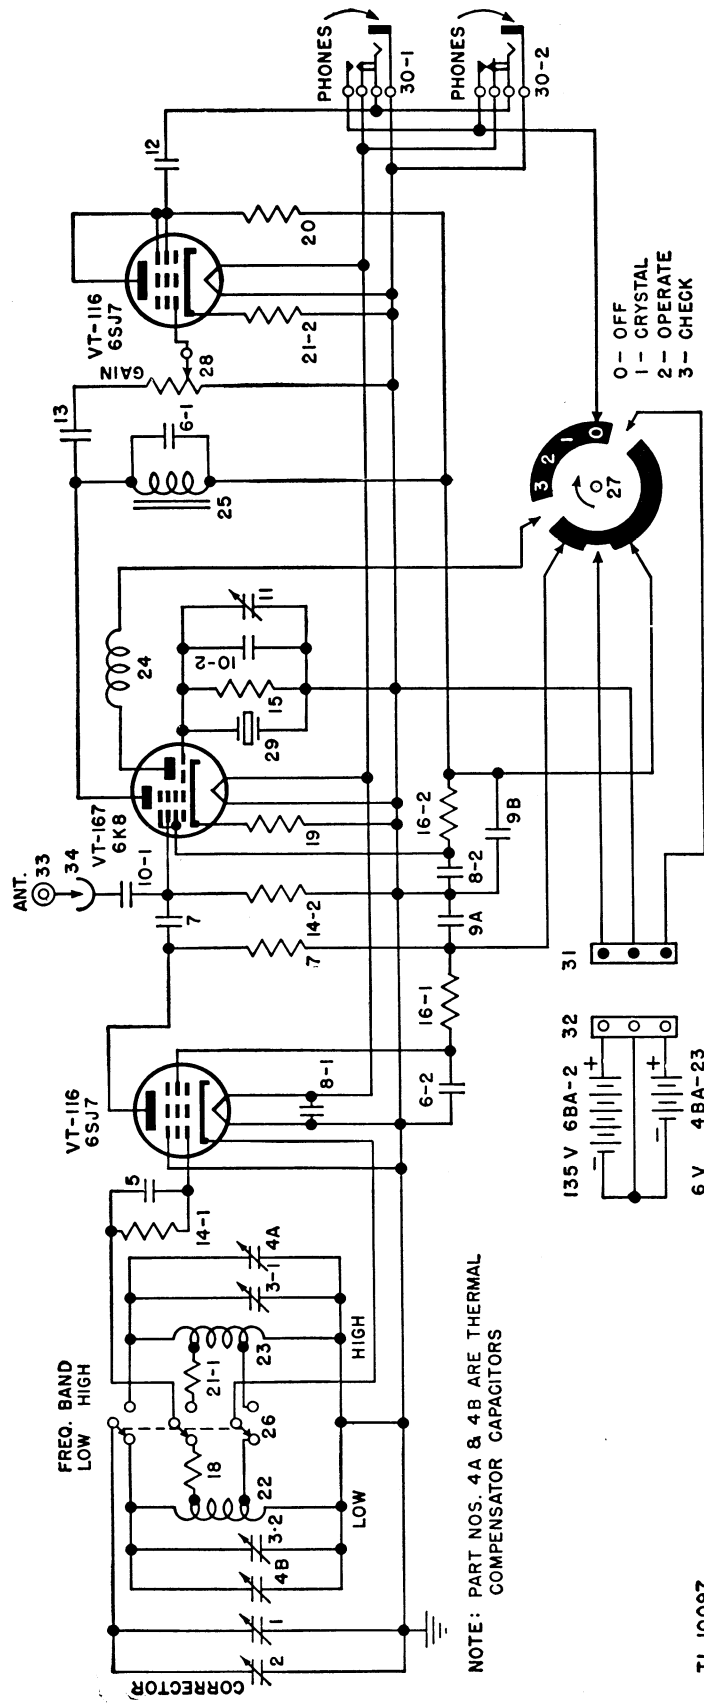 FREQ. BAND
LOW HIGH
CORRECTOR
2
1
4B
3-2
22
18
26
21-1
23
3-1
4A
LOW
HIGH
14-1
5
VT-116
6SJ7
8-1
6-2
16-1
7
7
9A
14-2
8-2
9B
16-2
ANT.
33
34
10-1
VT-167
6K8
19
29
15
10-2
11
24
25
6-1
13
GAIN
28
VT-116
6SJ7
21-2
20
12
PHONES
30-1
PHONES
30-2
3
2
1
0
27
0 - OFF
1 - CRYSTAL
2 - OPERATE
3 - CHECK
31
32
135 V 6BA-2
- +
- +
6 V 4BA-23
NOTE: PART NOS. 4A & 4B ARE THERMAL
COMPENSATOR CAPACITORS
TL 10097